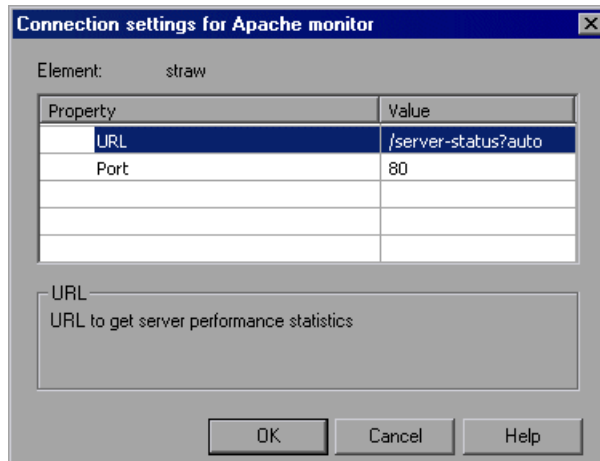 Connection settings for Apache monitor
Element: straw
Property Value
URL /server-status?auto
Port 80
URL
URL to get server performance statistics
OK Cancel Help